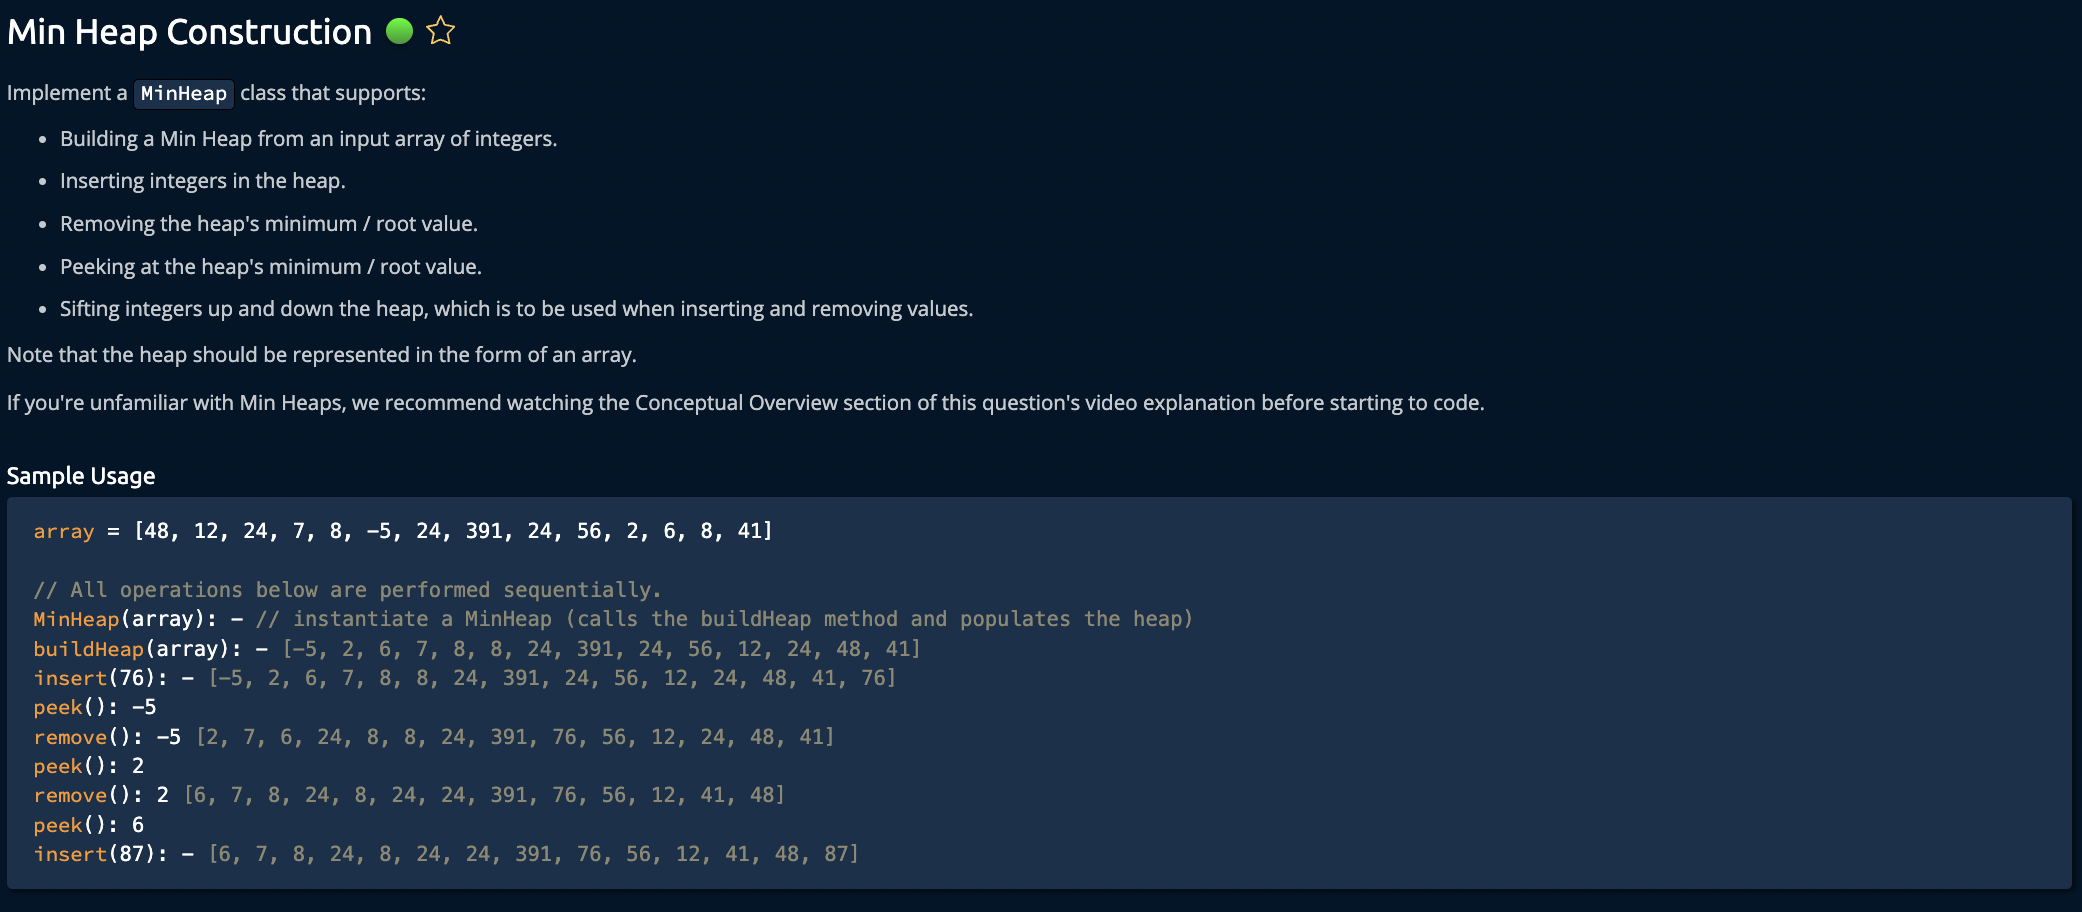 Min Heap Construction
Implement a MinHeap class that supports:
• Building a Min Heap from an input array of integers.
• Inserting integers in the heap.
• Removing the heap's minimum / root value.
• Peeking at the heap's minimum / root value.
• Sifting integers up and down the heap, which is to be used when inserting and removing values.
Note that the heap should be represented in the form of an array.
If you're unfamiliar with Min Heaps, we recommend watching the Conceptual Overview section of this question's video explanation before starting to code.
Sample Usage
array = [48, 12, 24, 7, 8, -5, 24, 391, 24, 56, 2, 6, 8, 41]
// All operations below are performed sequentially.
MinHeap(array): - // instantiate a MinHeap (calls the buildHeap method and populates the heap)
buildHeap(array): - [-5, 2, 6, 7, 8, 8, 24, 391, 24, 56, 12, 24, 48, 41]
insert(76): - [-5, 2, 6, 7, 8, 8, 24, 391, 24, 56, 12, 24, 48, 41, 76]
peek(): -5
remove(): -5 [2, 7, 6, 24, 8, 8, 24, 391, 76, 56, 12, 24, 48, 41]
peek(): 2
remove(): 2 [6, 7, 8, 24, 8, 24, 24, 391, 76, 56, 12, 41, 48]
peek(): 6
insert(87): - [6, 7, 8, 24, 8, 24, 24, 391, 76, 56, 12, 41, 48, 87]